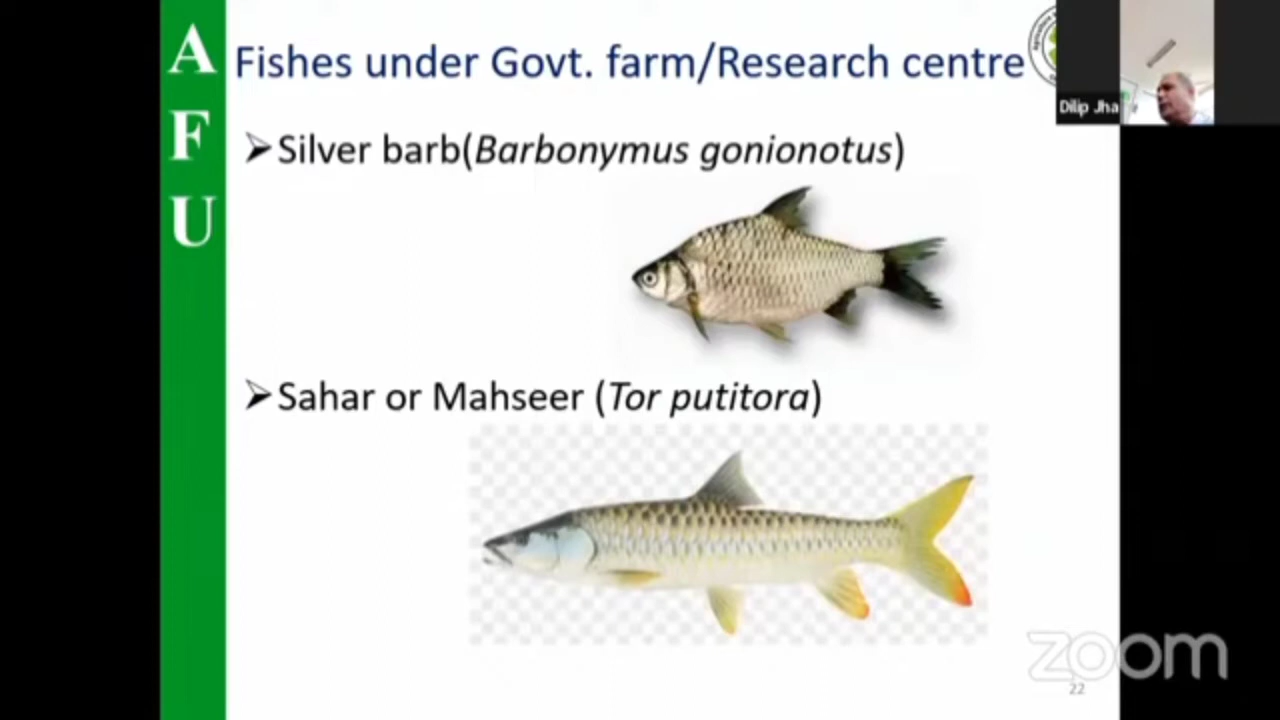 A
F
U
Fishes under Govt. farm/Research centre
Dilip Jha
➢Silver barb(Barbonymus gonionotus)
➢Sahar or Mahseer (Tor putitora)
zoom
22